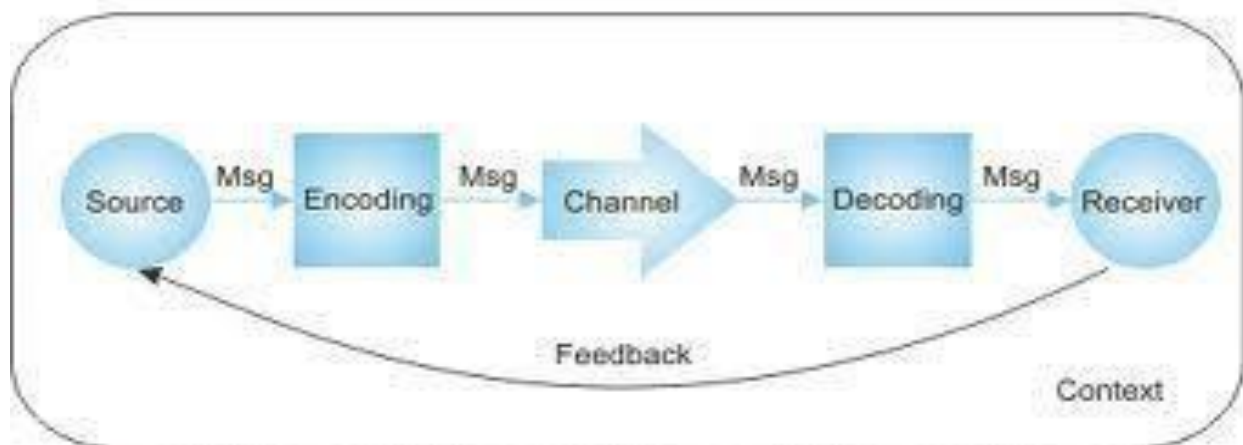 Msg Msg Msg Msg
Source Encoding Channel Decoding Receiver
Feedback
Context